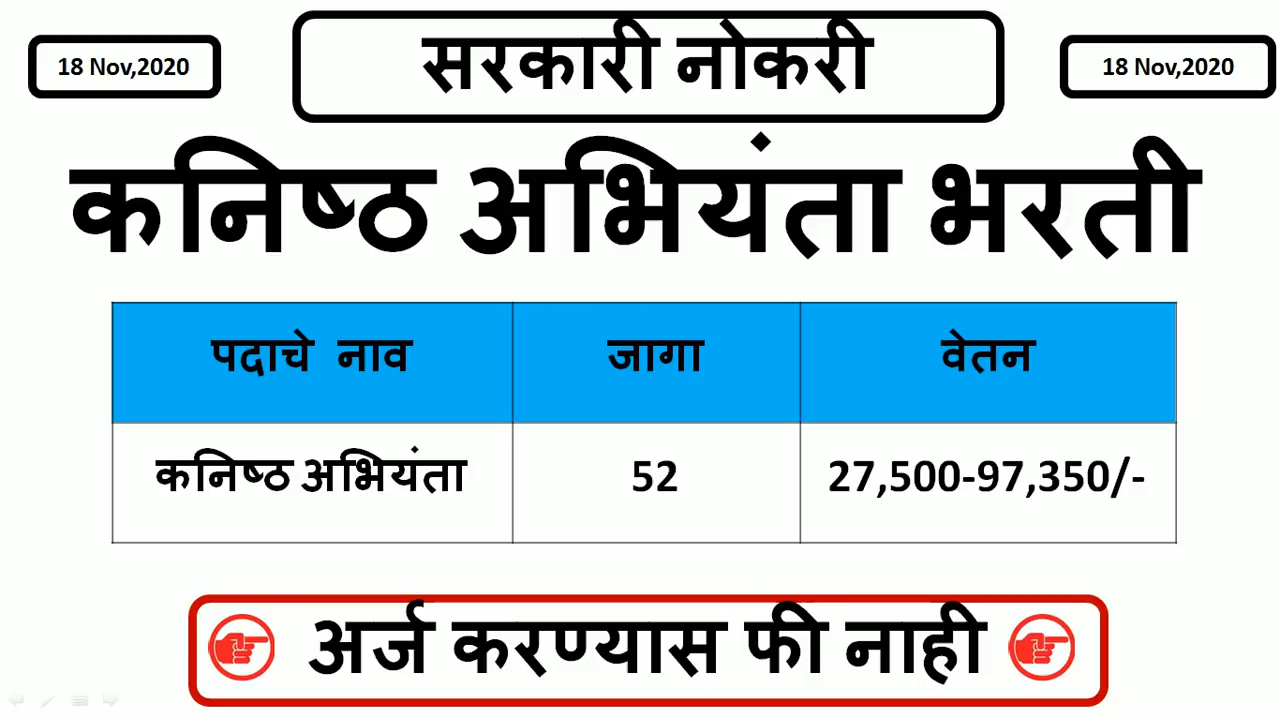 18 Nov,2020
सरकारी नोकरी
18 Nov,2020
कनिष्ठ अभियंता भरती
पदाचे नाव जागा वेतन
कनिष्ठ अभियंता 52 27,500-97,350/-
अर्ज करण्यास फी नाही